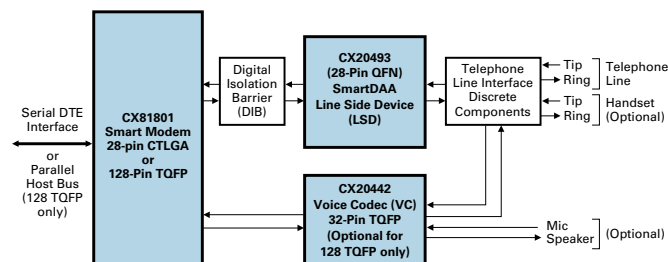 Serial DTE
Interface
or
Parallel
Host Bus
(128 TQFP
only)
CX81801
Smart Modem
28-pin CTLGA
or
128-Pin TQFP
Digital
Isolation
Barrier
(DIB)
CX20493
(28-Pin QFN)
SmartDAA
Line Side Device
(LSD)
Telephone
Line Interface
Discrete
Components
Tip
Ring
Telephone
Line
Tip
Ring
Handset
(Optional)
CX20442
Voice Codec (VC)
32-Pin TQFP
(Optional for
128 TQFP only)
Mic
Speaker
(Optional)